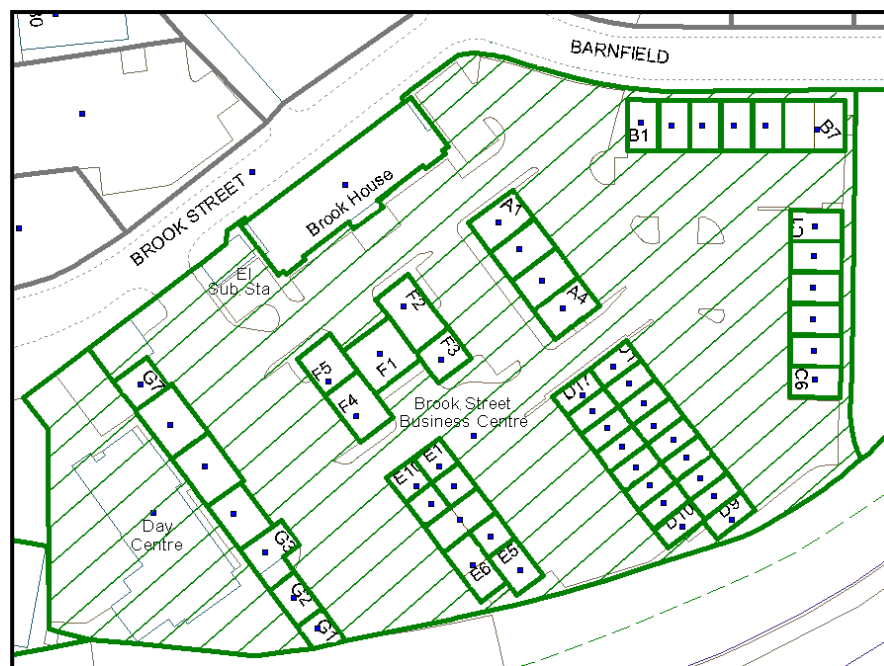 80
BARNFIELD
B1
B7
BROOK STREET
Brook House
A1
C1
El
Sub Sta
F2
A4
F3
F1
F5
G7
F4
D1
D17
C6
Brook Street
Business Centre
E1
E10
Day
Centre
G3
D10
D9
E5
E6
G2
G1